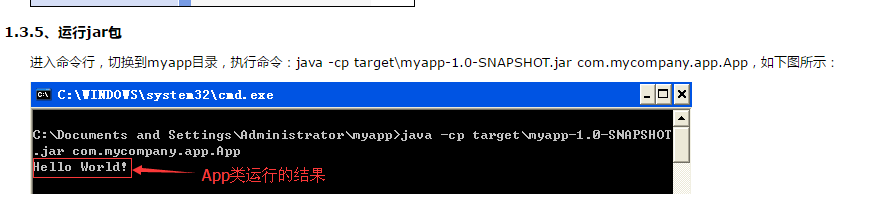 1.3.5、运行jar包
进入命令行，切换到myapp目录，执行命令：java -cp target\myapp-1.0-SNAPSHOT.jar com.mycompany.app.App，如下图所示：
C:\WINDOWS\system32\cmd.exe
C:\Documents and Settings\Administrator\myapp>java -cp target\myapp-1.0-SNAPSHOT
.jar com.mycompany.app.App
Hello World!
App类运行的结果